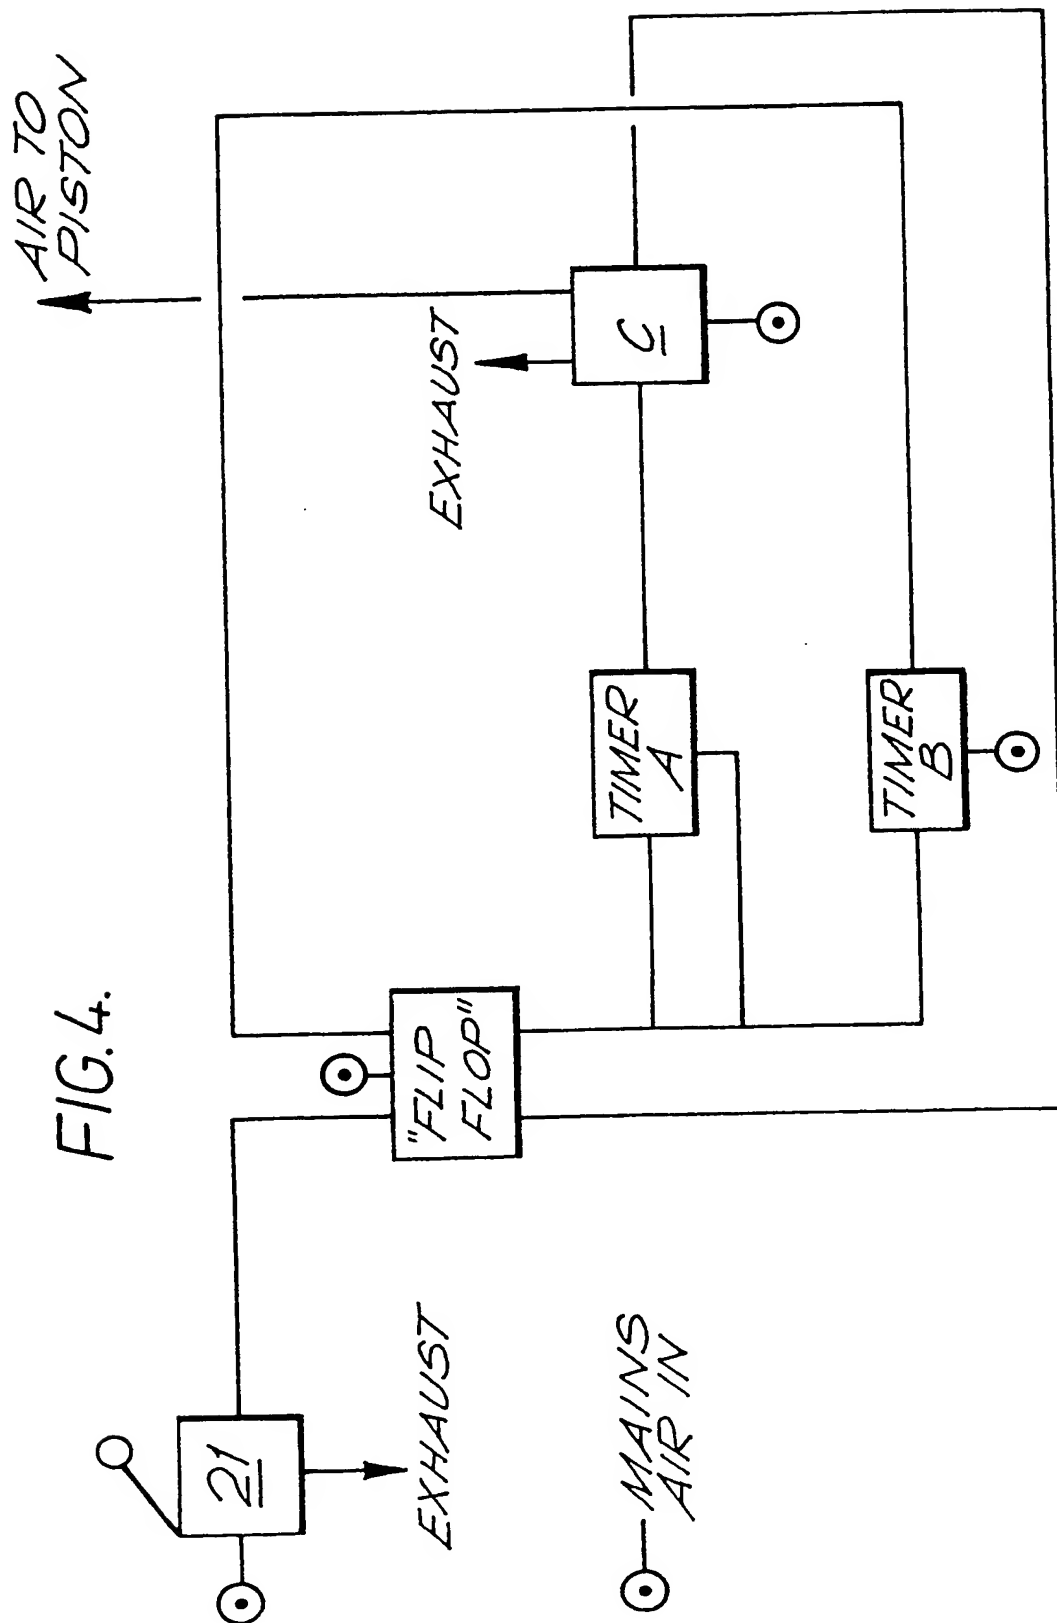 FIG. 4.
AIR TO
PISTON
EXHAUST
C
TIMER
A
TIMER
B
"FLIP
FLOP"
21
EXHAUST
MAINS
AIR IN